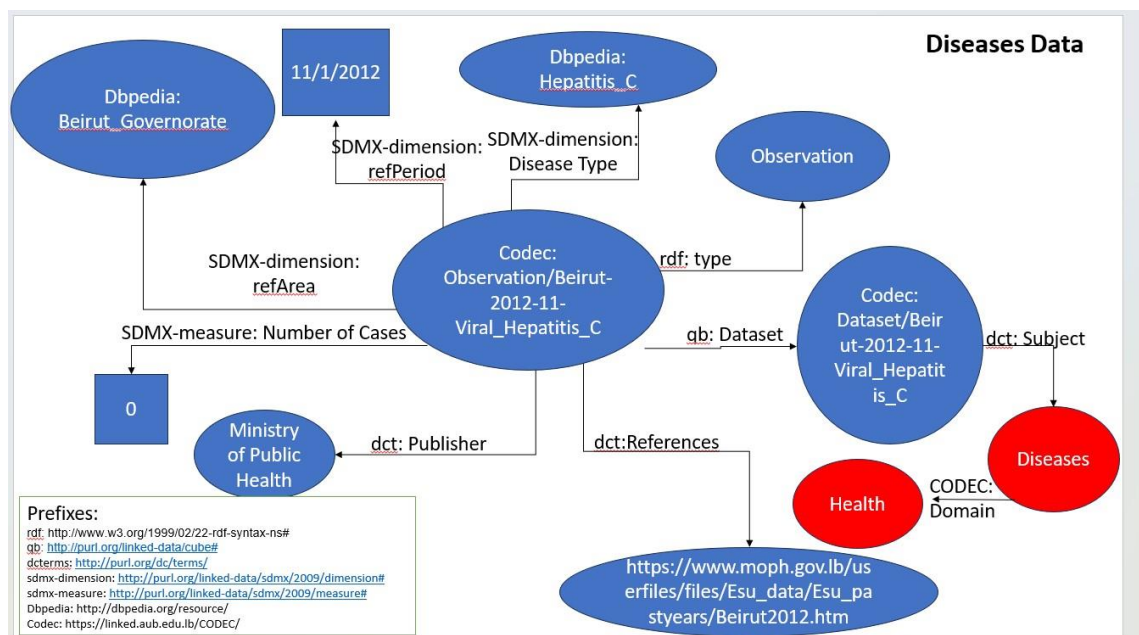 Diseases Data
Dbpedia:
Beirut_Governorate
11/1/2012
Dbpedia:
Hepatitis_C
SDMX-dimension:
refPeriod
SDMX-dimension:
Disease Type
Observation
SDMX-dimension:
refArea
Codec:
Observation/Beirut-
2012-11-
Viral_Hepatitis_C
rdf: type
SDMX-measure: Number of Cases
qb: Dataset
Codec:
Dataset/Beir
ut-2012-11-
Viral_Hepatit
is_C
dct: Subject
0
Ministry
of Public
Health
dct: Publisher
dct:References
Diseases
CODEC:
Domain
Health
https://www.moph.gov.lb/us
erfiles/files/Esu_data/Esu_pa
styears/Beirut2012.htm
Prefixes:
rdf: http://www.w3.org/1999/02/22-rdf-syntax-ns#
qb: http://purl.org/linked-data/cube#
dcterms: http://purl.org/dc/terms/
sdmx-dimension: http://purl.org/linked-data/sdmx/2009/dimension#
sdmx-measure: http://purl.org/linked-data/sdmx/2009/measure#
Dbpedia: http://dbpedia.org/resource/
Codec: https://linked.aub.edu.lb/CODEC/